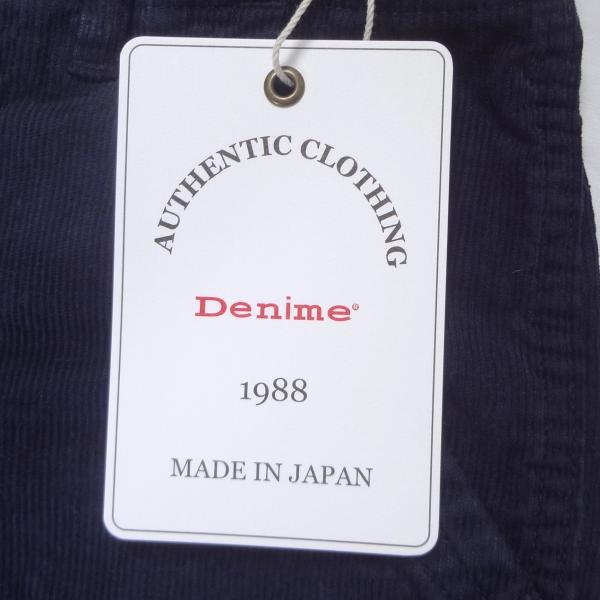 AUTHENTIC CLOTHING
Denime®
1988
MADE IN JAPAN